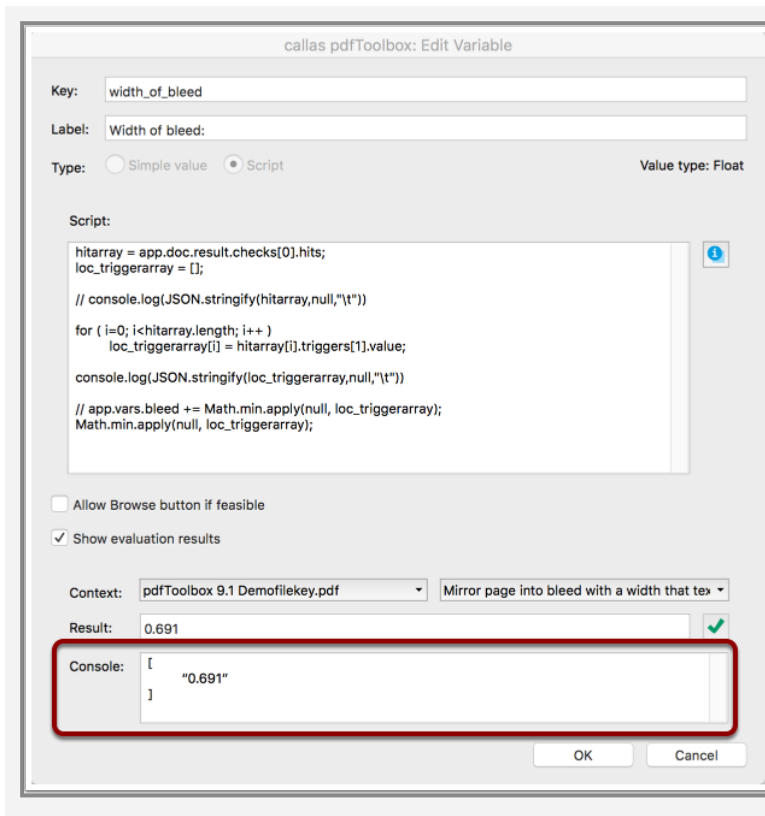 callas pdfToolbox: Edit Variable
Key: width_of_bleed
Label: Width of bleed:
Type: Simple value Script Value type: Float
Script:
hitarray = app.doc.result.checks[0].hits;
loc_triggerarray = [];
// console.log(JSON.stringify(hitarray,null,"\t"))
for ( i=0; i<hitarray.length; i++ )
loc_triggerarray[i] = hitarray[i].triggers[1].value;
console.log(JSON.stringify(loc_triggerarray,null,"\t"))
// app.vars.bleed += Math.min.apply(null, loc_triggerarray);
Math.min.apply(null, loc_triggerarray);
Allow Browse button if feasible
Show evaluation results
Context: pdfToolbox 9.1 Demofilekey.pdf Mirror page into bleed with a width that tex
Result: 0.691
Console: [
"0.691"
]
OK Cancel